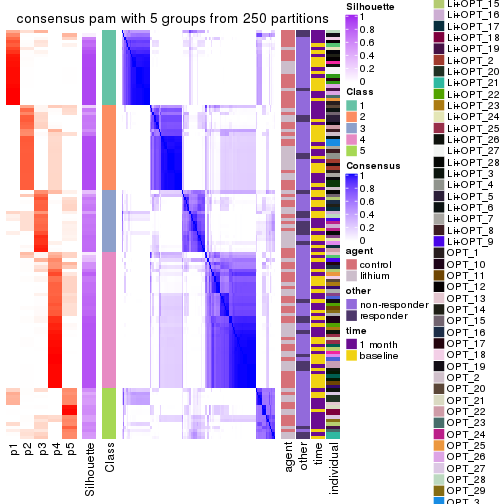 consensus pam with 5 groups from 250 partitions
p1
p2
p3
p4
p5
Silhouette
Class
agent
other
time
individual
Silhouette
1
0.8
0.6
0.4
0.2
0
Class
1
2
3
4
5
Consensus
1
0.8
0.6
0.4
0.2
0
agent
control
lithium
other
non-responder
responder
time
1 month
baseline
Li+OPT_15
Li+OPT_16
Li+OPT_17
Li+OPT_18
Li+OPT_19
Li+OPT_2
Li+OPT_20
Li+OPT_21
Li+OPT_22
Li+OPT_23
Li+OPT_24
Li+OPT_25
Li+OPT_26
Li+OPT_27
Li+OPT_28
Li+OPT_3
Li+OPT_4
Li+OPT_5
Li+OPT_6
Li+OPT_7
Li+OPT_8
Li+OPT_9
OPT_1
OPT_10
OPT_11
OPT_12
OPT_13
OPT_14
OPT_15
OPT_16
OPT_17
OPT_18
OPT_19
OPT_2
OPT_20
OPT_21
OPT_22
OPT_23
OPT_24
OPT_25
OPT_26
OPT_27
OPT_28
OPT_29
OPT_3